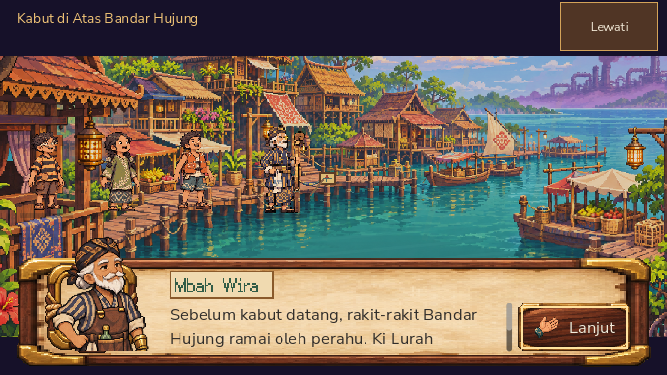 Kabut di Atas Bandar Hujung
Lewati
Mbah Wira
Sebelum kabut datang, rakit-rakit Bandar
Hujung ramai oleh perahu. Ki Lurah
Lanjut